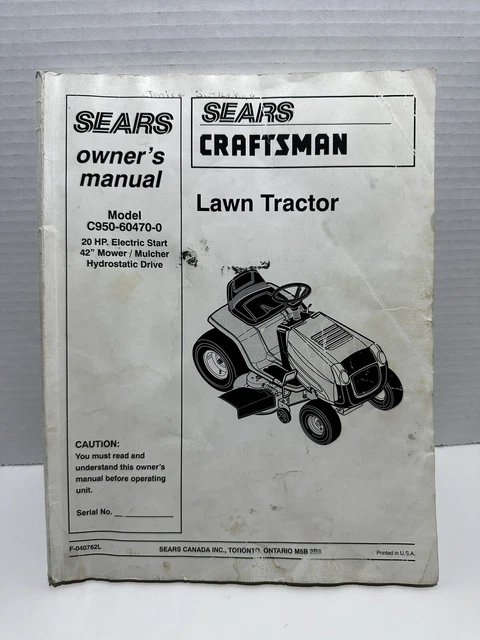 SEARS
owner's
manual
Model
C950-60470-0
20 HP. Electric Start
42" Mower / Mulcher
Hydrostatic Drive
CAUTION:
You must read and
understand this owner's
manual before operating
unit.
Serial No.
SEARS
CRAFTSMAN
Lawn Tractor
F-040762L
SEARS CANADA INC., TORONTO, ONTARIO M5B 2B8
Printed in U.S.A.